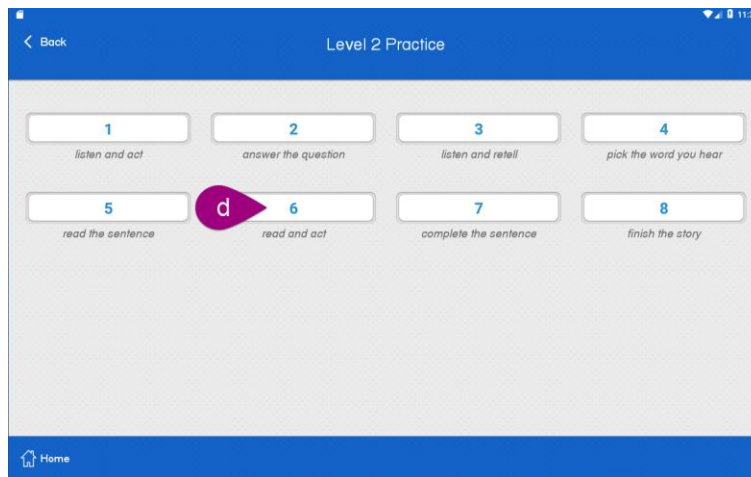 11:
Back
Level 2 Practice
1
listen and act
2
answer the question
3
listen and retell
4
pick the word you hear
5
read the sentence
d
6
read and act
7
complete the sentence
8
finish the story
Home